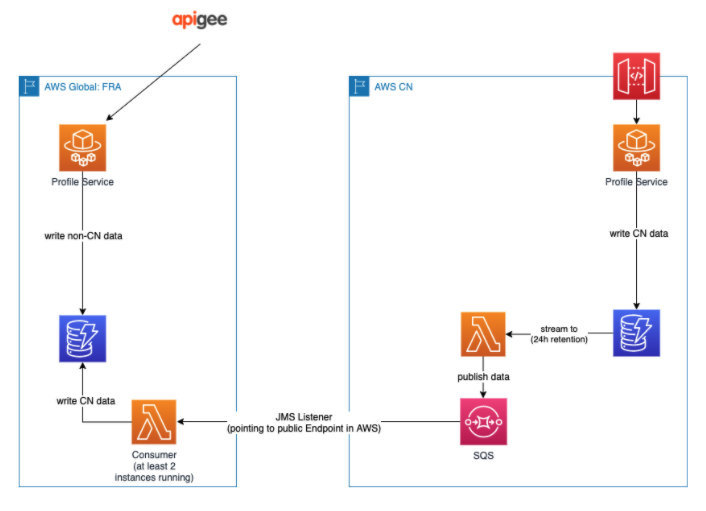 apigee
AWS Global: FRA
AWS CN
Profile Service
Profile Service
write non-CN data
write CN data
stream to
(24h retention)
publish data
write CN data
JMS Listener
(pointing to public Endpoint in AWS)
Consumer
(at least 2
instances running)
SQS